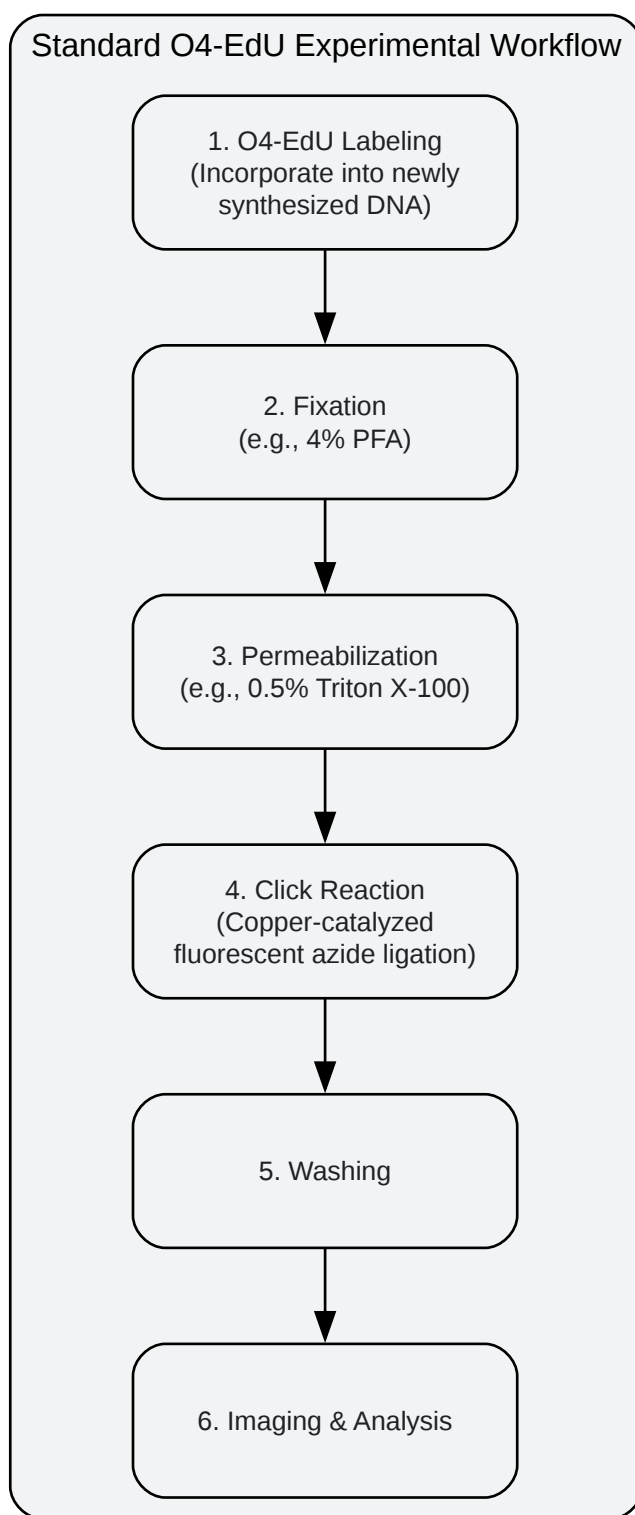 Standard O4-EdU Experimental Workflow
1. O4-EdU Labeling
(Incorporate into newly
synthesized DNA)
2. Fixation
(e.g., 4% PFA)
3. Permeabilization
(e.g., 0.5% Triton X-100)
4. Click Reaction
(Copper-catalyzed
fluorescent azide ligation)
5. Washing
6. Imaging & Analysis